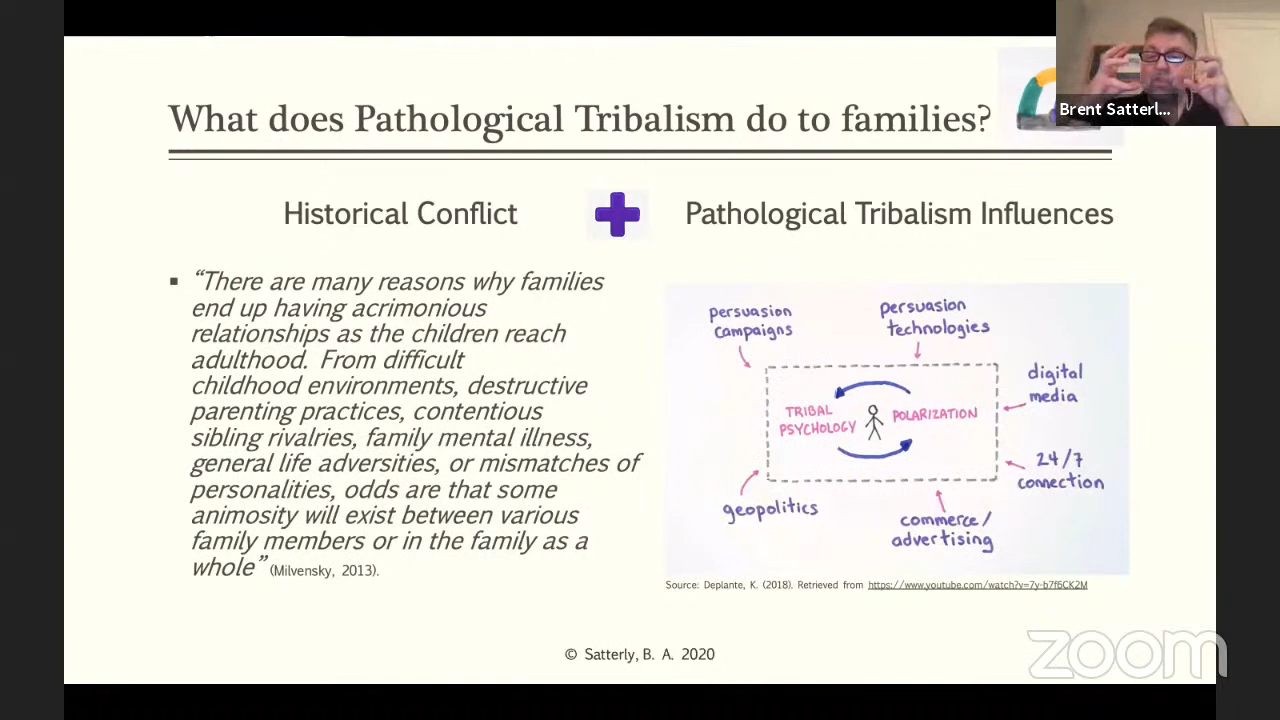 What does Pathological Tribalism do to families?
Brent Satterl...
Historical Conflict
Pathological Tribalism Influences
▪ “There are many reasons why families
end up having acrimonious
relationships as the children reach
adulthood. From difficult
childhood environments, destructive
parenting practices, contentious
sibling rivalries, family mental illness,
general life adversities, or mismatches of
personalities, odds are that some
animosity will exist between various
family members or in the family as a
whole” (Milvensky, 2013).
persuasion
campaigns
persuasion
technologies
digital
media
TRIBAL
PSYCHOLOGY
POLARIZATION
24/7
connection
geopolitics
commerce/
advertising
Source: Deplante, K. (2018). Retrieved from https://www.youtube.com/watch?v=7y-b7f6CK2M
© Satterly, B. A. 2020
zoom